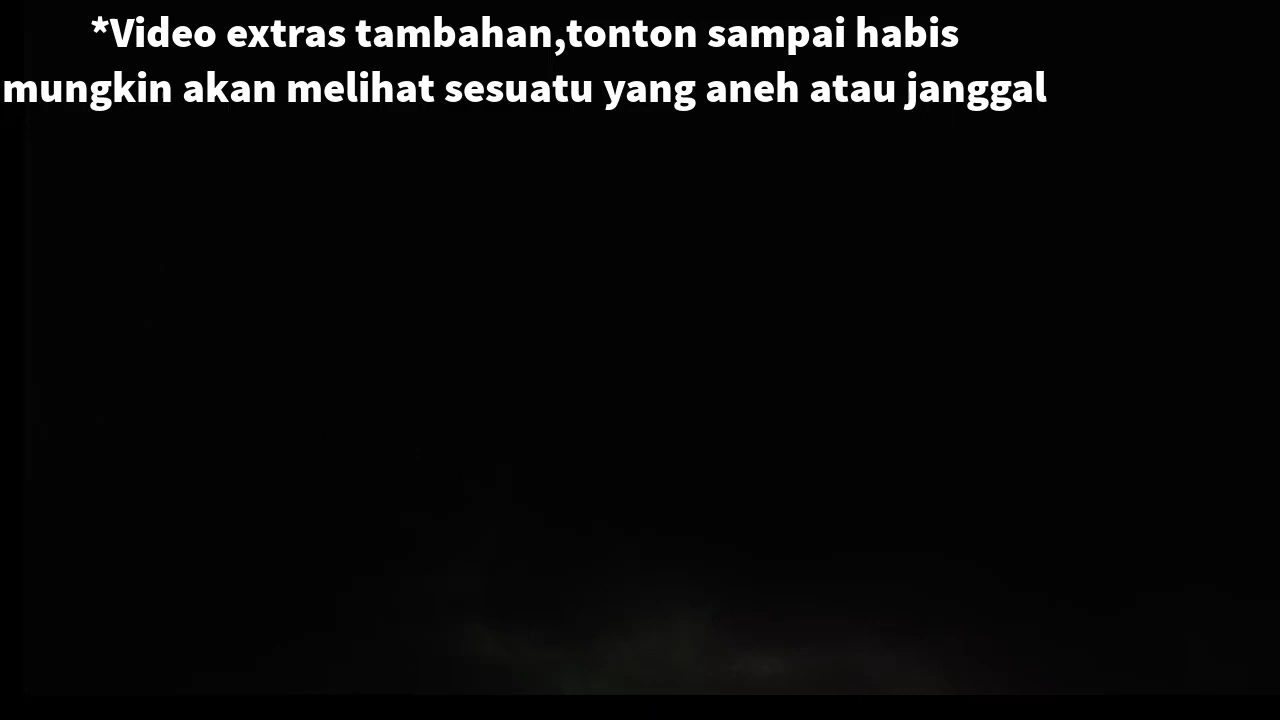 *Video extras tambahan,tonton sampai habis
mungkin akan melihat sesuatu yang aneh atau janggal